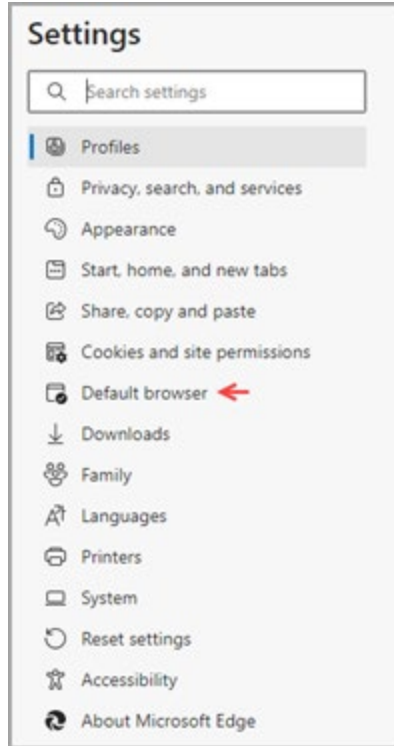 Settings
Search settings
Profiles
Privacy, search, and services
Appearance
Start, home, and new tabs
Share, copy and paste
Cookies and site permissions
Default browser
Downloads
Family
Languages
Printers
System
Reset settings
Accessibility
About Microsoft Edge